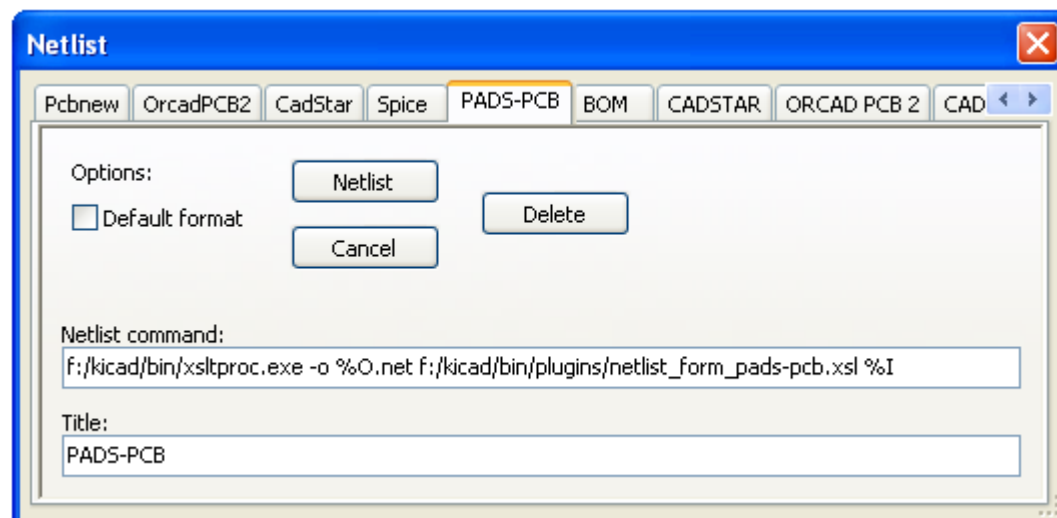 Netlist
Pcbnew OrcadPCB2 CadStar Spice PADS-PCB BOM CADSTAR ORCAD PCB 2 CAD
Options:
Netlist
Default format
Delete
Cancel
Netlist command:
f:/kicad/bin/xsltproc.exe -o %O.net f:/kicad/bin/plugins/netlist_form_pads-pcb.xsl %I
Title:
PADS-PCB